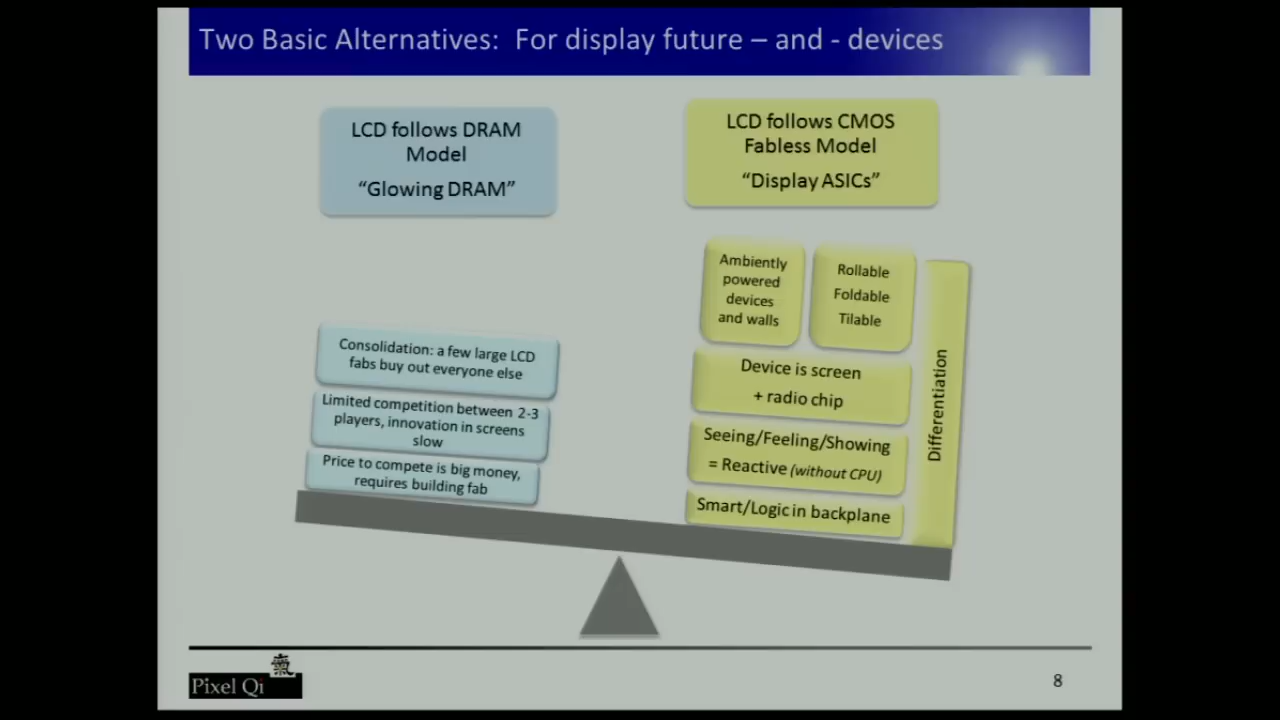 Two Basic Alternatives: For display future – and - devices
LCD follows DRAM
Model
“Glowing DRAM”
LCD follows CMOS
Fabless Model
“Display ASICs”
Consolidation: a few large LCD
fabs buy out everyone else
Limited competition between 2-3
players, innovation in screens
slow
Price to compete is big money,
requires building fab
Ambiently
powered
devices
and walls
Rollable
Foldable
Tilable
Device is screen
+ radio chip
Seeing/Feeling/Showing
= Reactive (without CPU)
Smart/Logic in backplane
Differentiation
氣
Pixel Qi
8